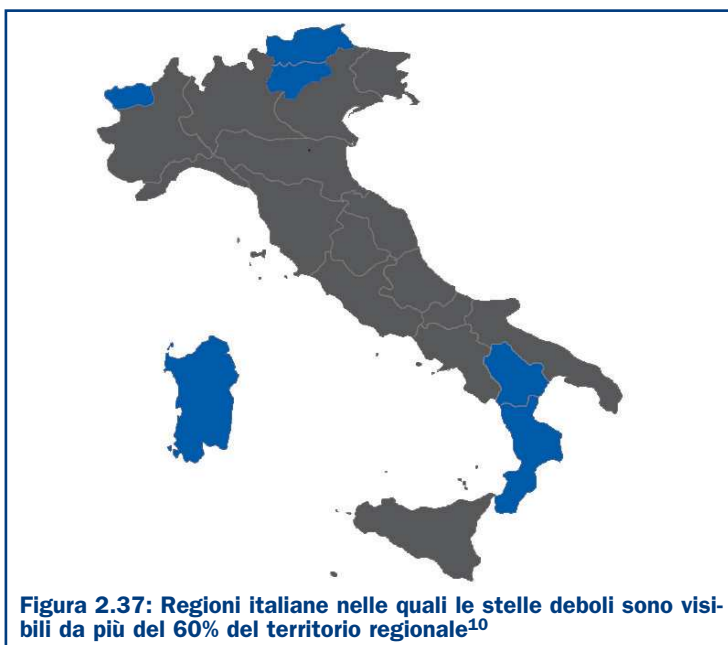 Figura 2.37: Regioni italiane nelle quali le stelle deboli sono visi-
bili da più del 60% del territorio regionale10